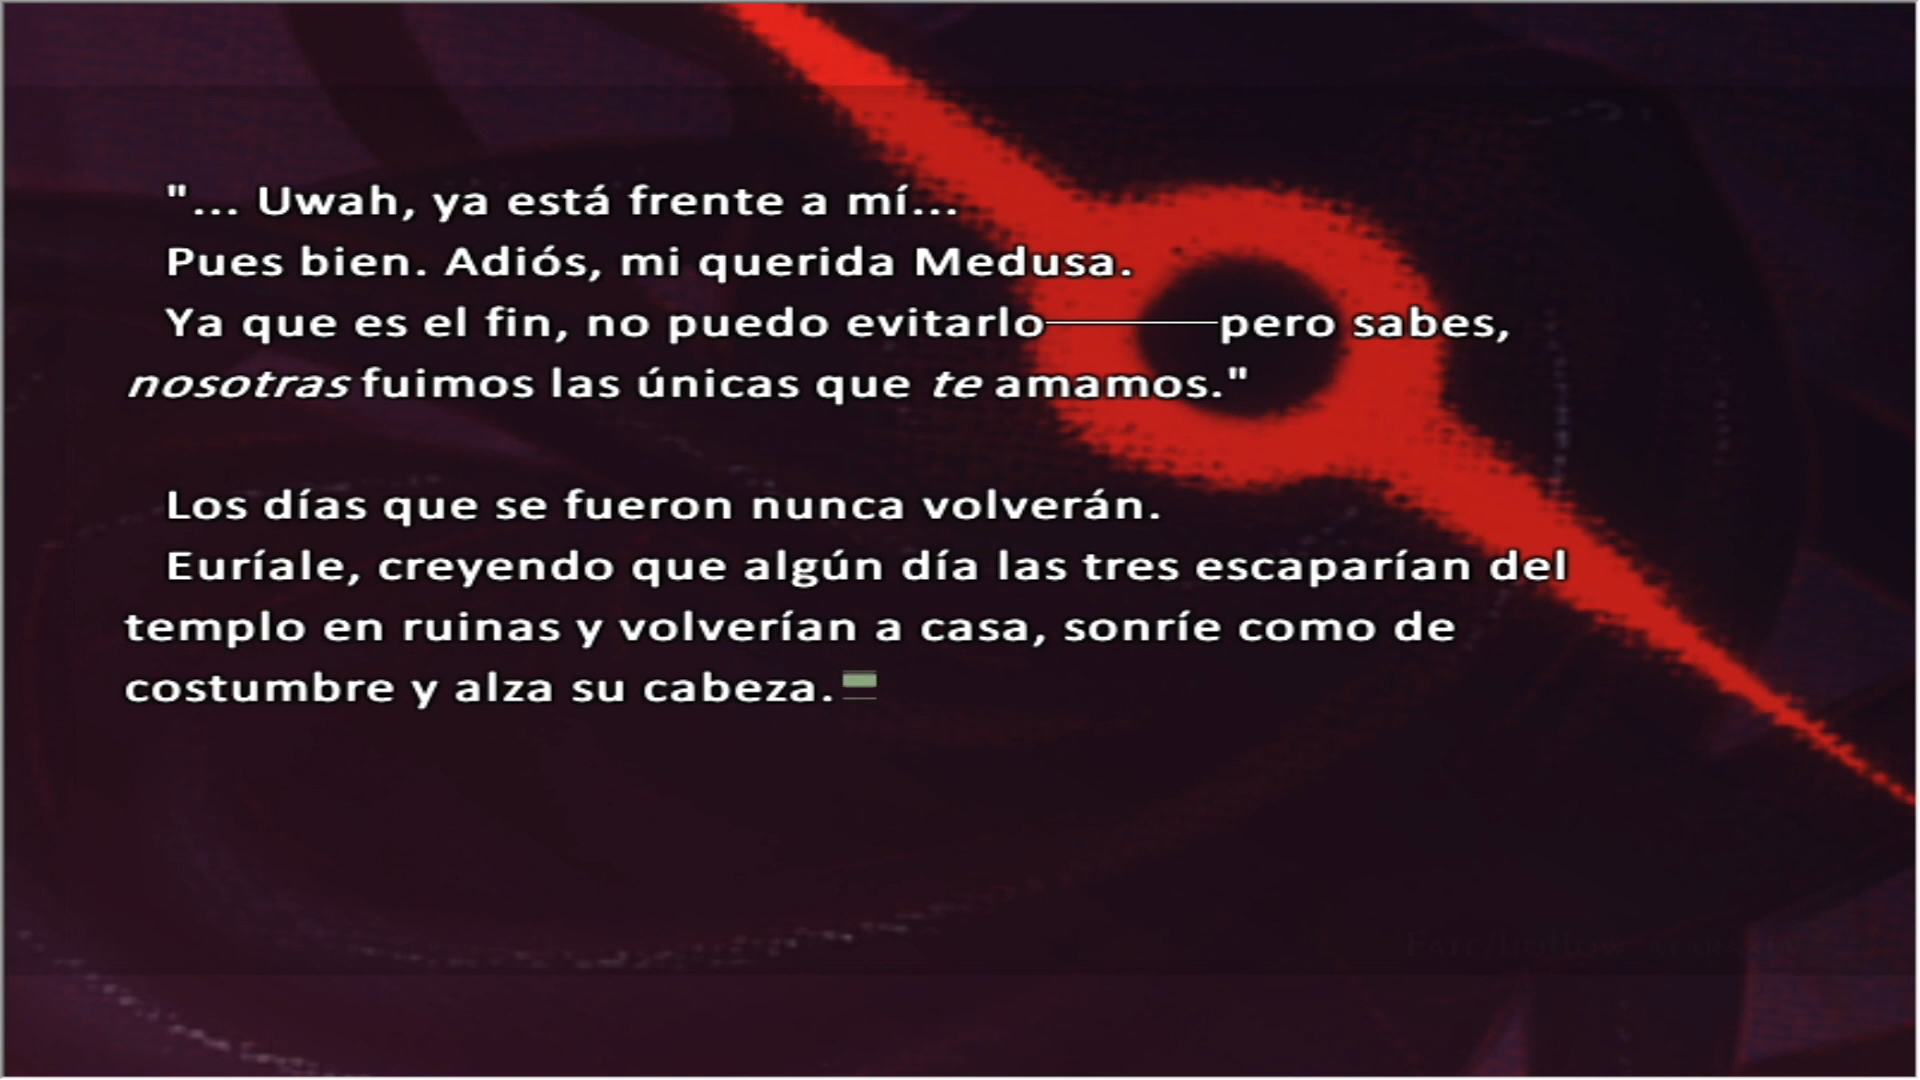 "... Uwah, ya está frente a mí...
Pues bien. Adiós, mi querida Medusa.
Ya que es el fin, no puedo evitarlo————pero sabes,
nosotras fuimos las únicas que te amamos."
Los días que se fueron nunca volverán.
Euríale, creyendo que algún día las tres escaparían del
templo en ruinas y volverían a casa, sonríe como de
costumbre y alza su cabeza.